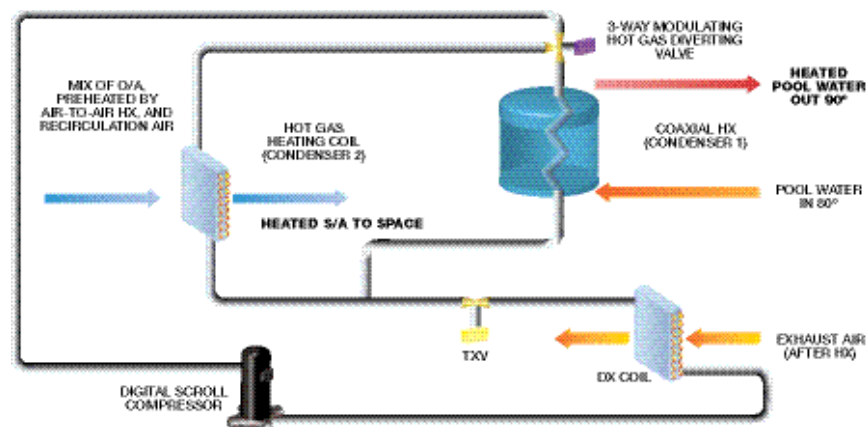 3-WAY MODULATING
HOT GAS DIVERTING
VALVE
MIX OF O/A,
PREHEATED BY
AIR-TO-AIR HX, AND
RECIRCULATION AIR
HOT GAS
HEATING COIL
(CONDENSER 2)
HEATED
POOL WATER
OUT 90°
COAXIAL HX
(CONDENSER 1)
POOL WATER
IN 80°
HEATED S/A TO SPACE
TXV
EXHAUST AIR
(AFTER HX)
DX COIL
DIGITAL SCROLL
COMPRESSOR